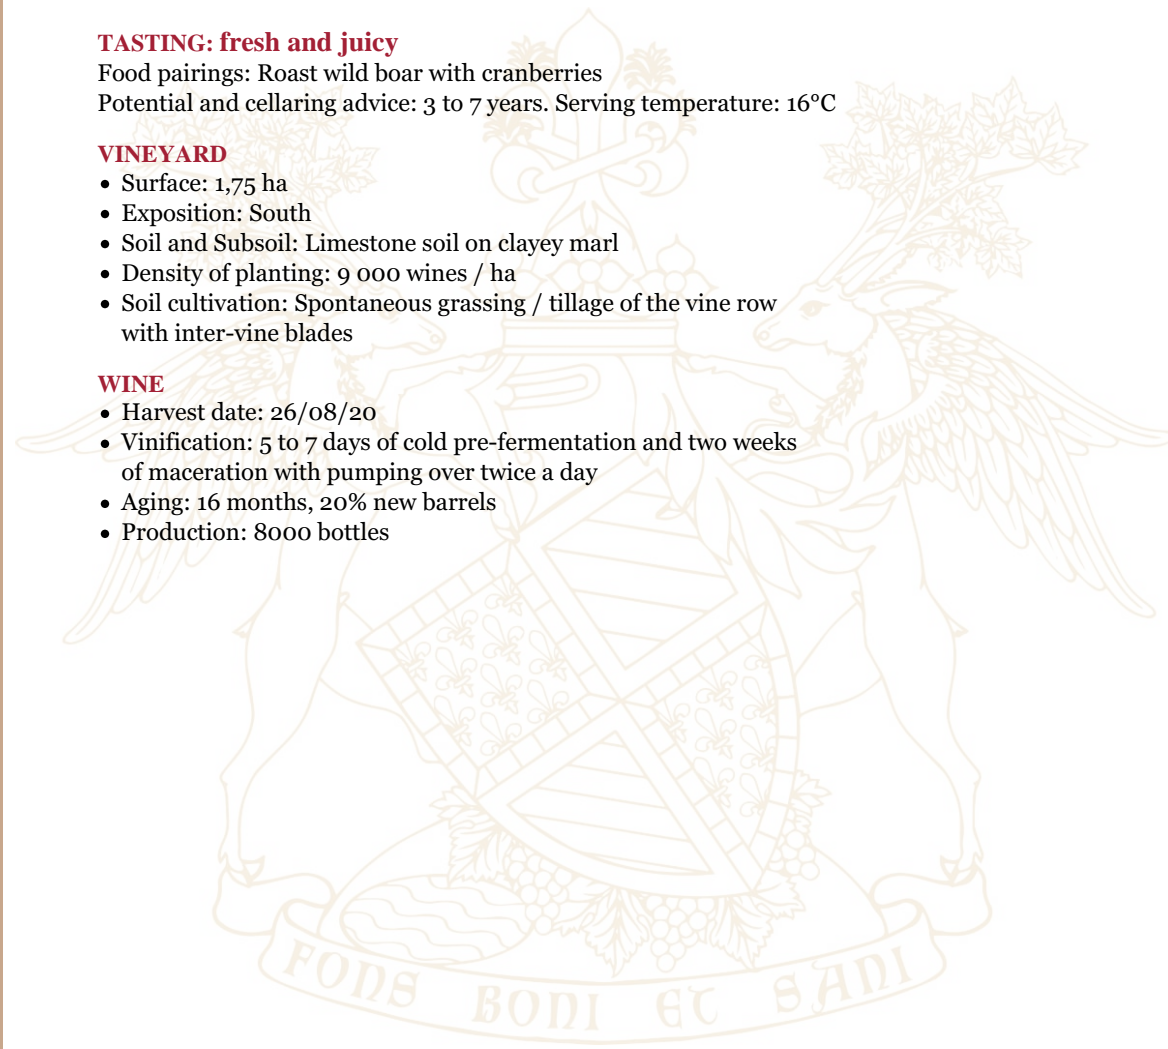 TASTING: fresh and juicy
Food pairings: Roast wild boar with cranberries
Potential and cellaring advice: 3 to 7 years. Serving temperature: 16°C
VINEYARD
• Surface: 1,75 ha
• Exposition: South
• Soil and Subsoil: Limestone soil on clayey marl
• Density of planting: 9 000 wines / ha
• Soil cultivation: Spontaneous grassing / tillage of the vine row
with inter-vine blades
WINE
• Harvest date: 26/08/20
• Vinification: 5 to 7 days of cold pre-fermentation and two weeks
of maceration with pumping over twice a day
• Aging: 16 months, 20% new barrels
• Production: 8000 bottles
FONS BONI ET SANI